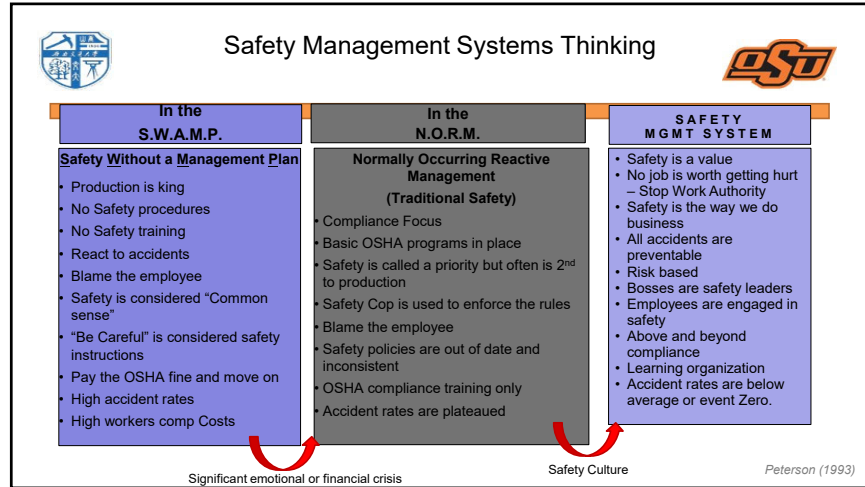 Safety Management Systems Thinking
OSU
In the
S.W.A.M.P.
Safety Without a Management Plan
• Production is king
• No Safety procedures
• No Safety training
• React to accidents
• Blame the employee
• Safety is considered “Common
sense”
• “Be Careful” is considered safety
instructions
• Pay the OSHA fine and move on
• High accident rates
• High workers comp Costs
In the
N.O.R.M.
Normally Occurring Reactive
Management
(Traditional Safety)
• Compliance Focus
• Basic OSHA programs in place
• Safety is called a priority but often is 2nd
to production
• Safety Cop is used to enforce the rules
• Blame the employee
• Safety policies are out of date and
inconsistent
• OSHA compliance training only
• Accident rates are plateaued
SAFETY
MGMT SYSTEM
• Safety is a value
• No job is worth getting hurt
– Stop Work Authority
• Safety is the way we do
business
• All accidents are
preventable
• Risk based
• Bosses are safety leaders
• Employees are engaged in
safety
• Above and beyond
compliance
• Learning organization
• Accident rates are below
average or event Zero.
Significant emotional or financial crisis
Safety Culture
Peterson (1993)